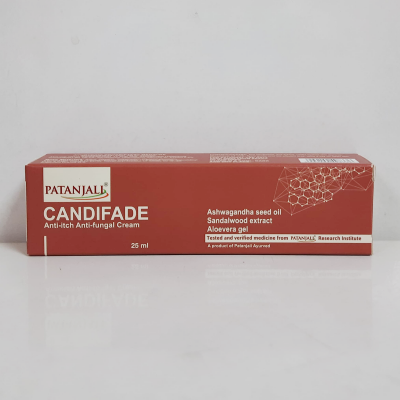 PATANJALI®
CANDIFADE
Anti-itch Anti-fungal Cream
25 ml
Ashwagandha seed oil
Sandalwood extract
Aloevera gel
Tested and verified medicine from PATANJALI Research Institute
A product of Patanjali Ayurved